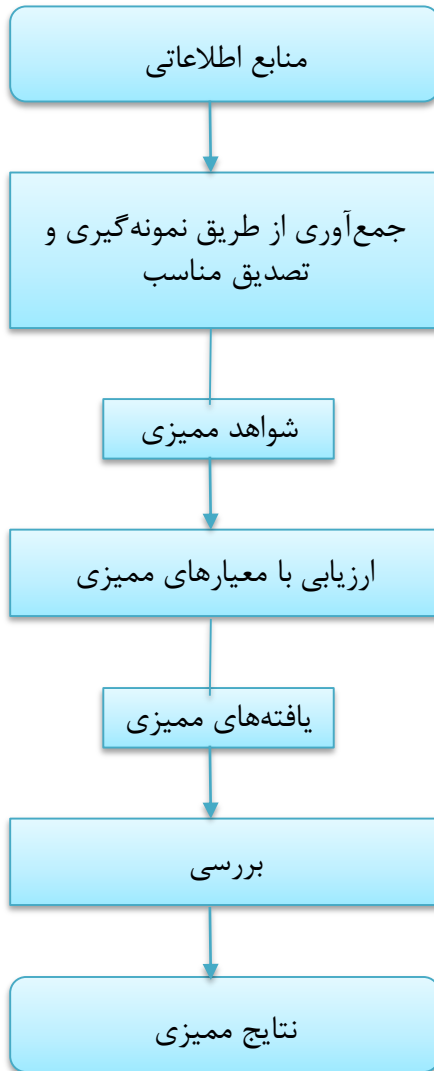 منابع اطلاعاتی
جمع‌آوری از طریق نمونه‌گیری و
تصدیق مناسب
شواهد ممیزی
ارزیابی با معیارهای ممیزی
یافته‌های ممیزی
بررسی
نتایج ممیزی